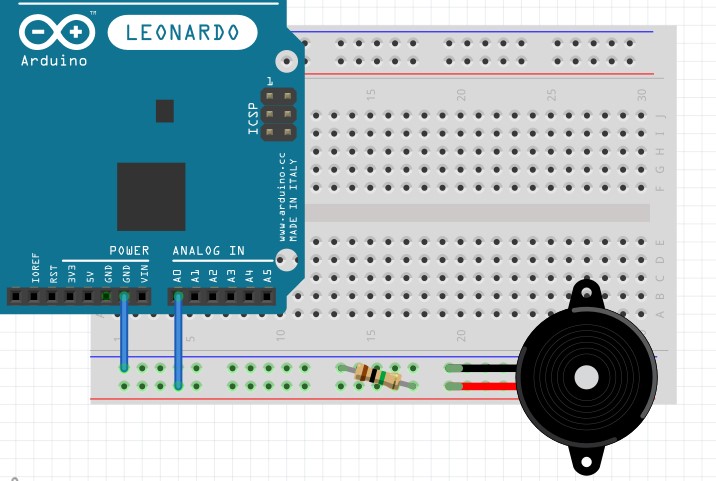 ™
LEONARDO
Arduino
1
ICSP
www.arduino.cc
MADE IN ITALY
POWER
ANALOG IN
IOREF
RST
3V3
5V
GND
GND
VIN
A0
A1
A2
A3
A4
A5
15
20
25
30
J
I
H
G
F
E
D
C
B
A
A
1
5
10
15
20